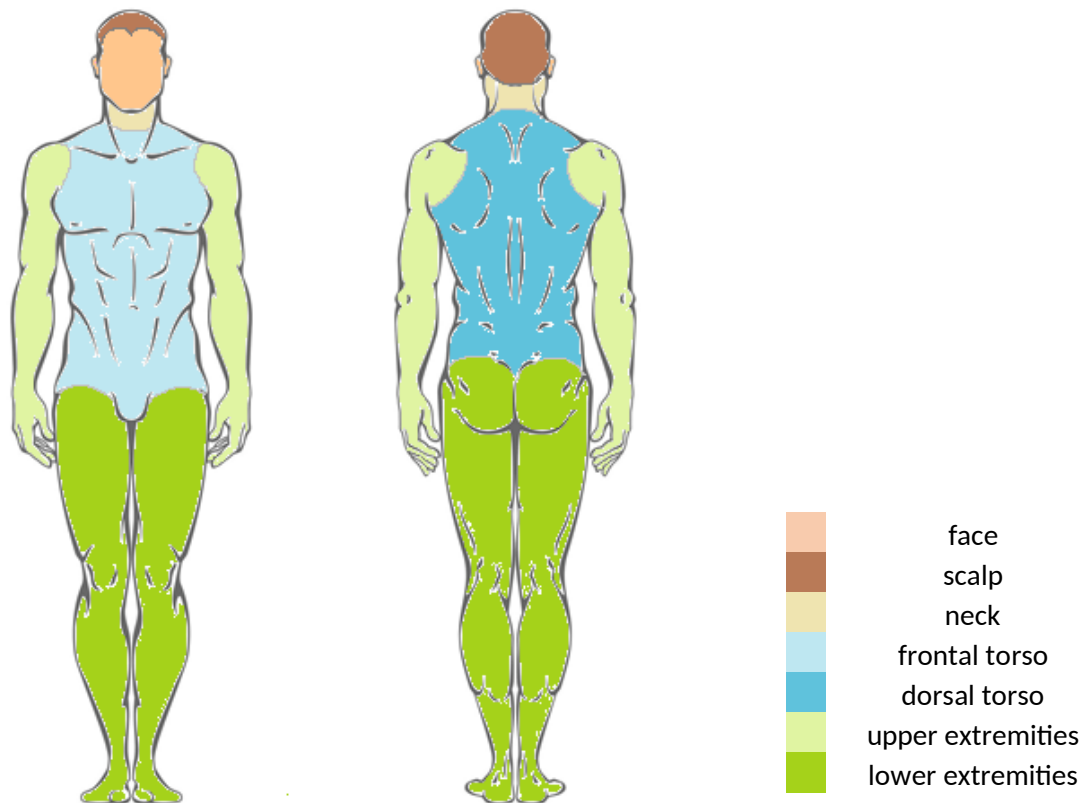 face
scalp
neck
frontal torso
dorsal torso
upper extremities
lower extremities